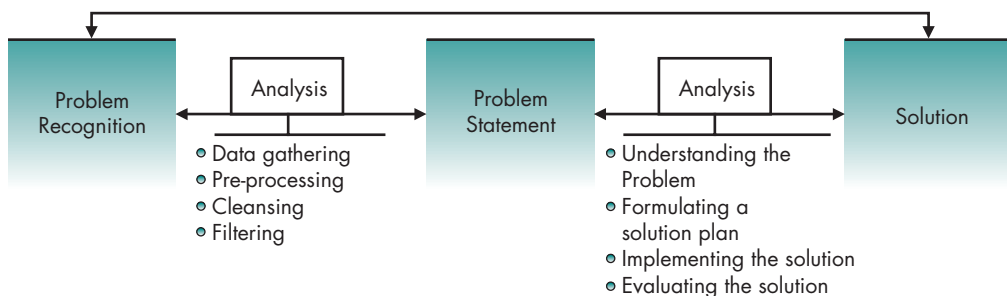 Problem
Recognition
Analysis
Data gathering
Pre-processing
Cleansing
Filtering
Problem
Statement
Analysis
Understanding the
Problem
Formulating a
solution plan
Implementing the solution
Evaluating the solution
Solution